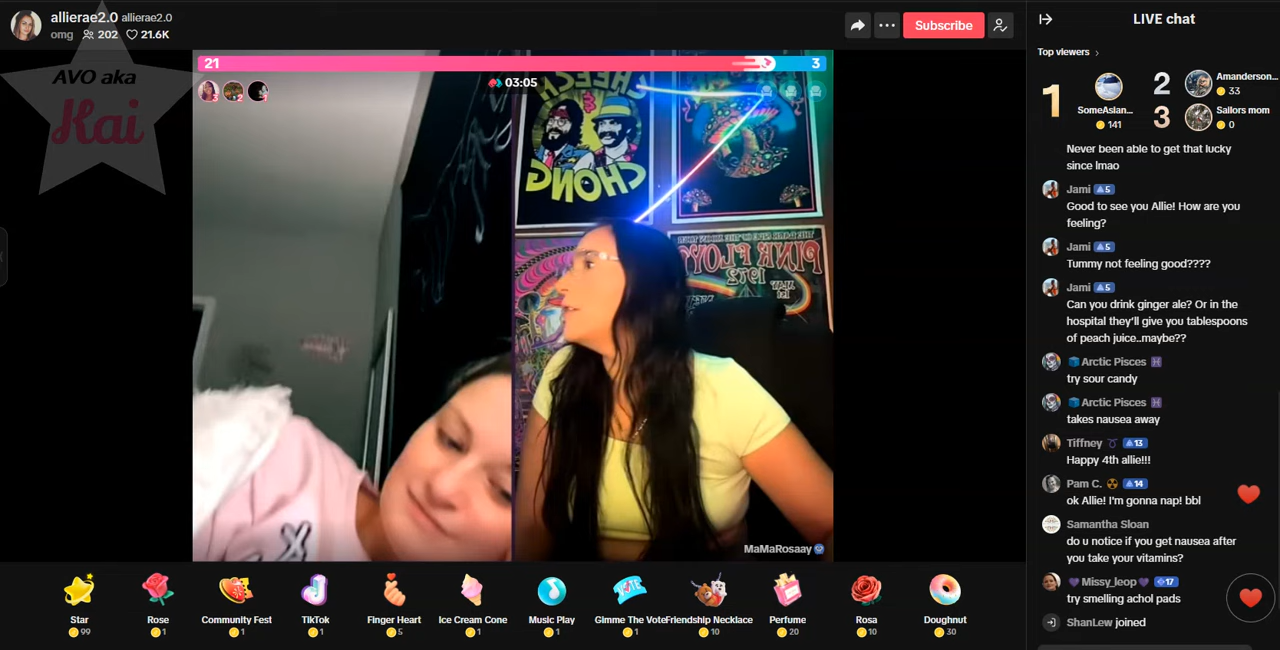 allierae2.0 allierae2.0
omg 202 21.6K
AVO aka
Kai
Subscribe
LIVE chat
Top viewers
1
SomeAsian...
141
2
Amanderson...
33
3
Sailors mom
0
21
3
03:05
CHEECH
&
CHONG
PINK FLOYD
1972
MaMaRosaay
Never been able to get that lucky
since lmao
Jami 5
Good to see you Allie! How are you
feeling?
Jami 5
Tummy not feeling good????
Jami 5
Can you drink ginger ale? Or in the
hospital they'll give you tablespoons
of peach juice..maybe??
Arctic Pisces
try sour candy
Arctic Pisces
takes nausea away
Tiffney 13
Happy 4th allie!!!
Pam C. 14
ok Allie! I'm gonna nap! bbl
Samantha Sloan
do u notice if you get nausea after
you take your vitamins?
Missy_leop 17
try smelling achol pads
ShanLew joined
Star
99
Rose
1
Community Fest
1
TikTok
1
Finger Heart
5
Ice Cream Cone
1
Music Play
1
Gimme The Vote
1
Friendship Necklace
10
Perfume
20
Rosa
10
Doughnut
30